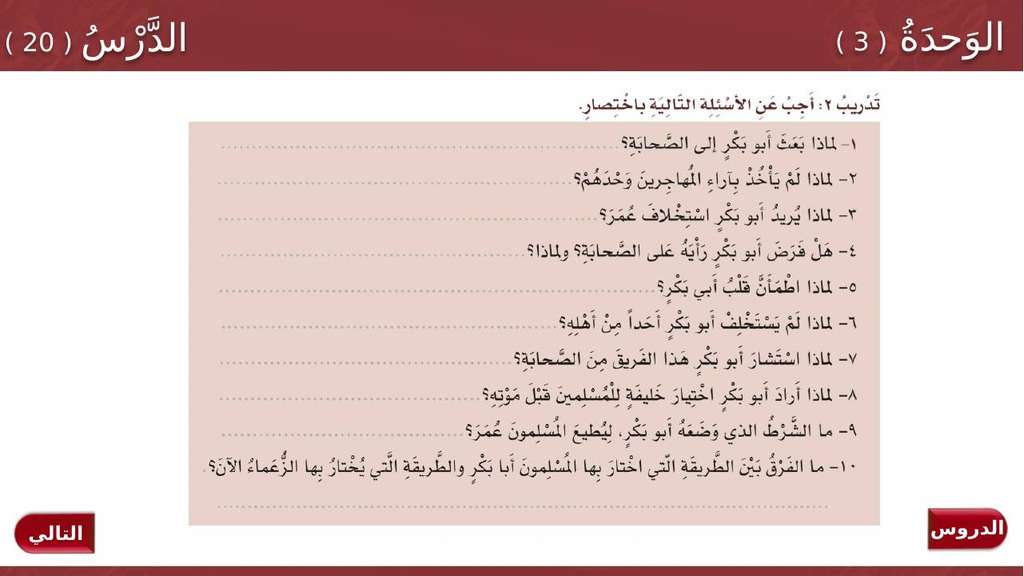 الوَحدَةُ ( 3 )
الدَّرْسُ ( 20 )
تَدْريبُ ٢: أَجِبْ عَنِ الأسْئِلِة التَّالِيَةِ باخْتِصارِ.
١- لماذا بَعَثَ أَبو بَكْرٍ إلى الصَّحابَةِ؟
٢- لماذا لَمْ يَأْخُذْ بِآراءِ المُهاجِرينَ وَحْدَهُمْ؟
٣- لماذا يُريدُ أَبو بَكْرٍ اسْتِخْلافَ عُمَرَ؟
٤- هَلْ فَرَضَ أَبو بَكْرٍ رَأْيَهُ عَلى الصَّحابَةِ؟ ولماذا؟
٥- لماذا اطْمَأَنَّ قَلْبُ أَبي بَكْرٍ؟
٦- لماذا لَمْ يَسْتَخْلِفْ أَبو بَكْرٍ أَحَداً مِنْ أَهْلِهِ؟
٧- لماذا اسْتَشارَ أَبو بَكْرٍ هَذا الفَريقَ مِنَ الصَّحابَةِ؟
٨- لماذا أَرادَ أَبو بَكْرٍ اخْتِيارَ خَليفَةٍ لِلْمُسْلِمينَ قَبْلَ مَوْتِهِ؟
٩- ما الشَّرْطُ الذي وَضَعَهُ أَبو بَكْرٍ، لِيُطيعَ المُسْلِمونَ عُمَرَ؟
١٠- ما الفَرْقُ بَيْنَ الطَّريقَةِ الّتي اخْتارَ بِها المُسْلِمونَ أَبا بَكْرٍ والطَّريقَةِ الَّتي يُخْتارُ بِها الزُّعَماءُ الآنَ؟
الدروس
التالي